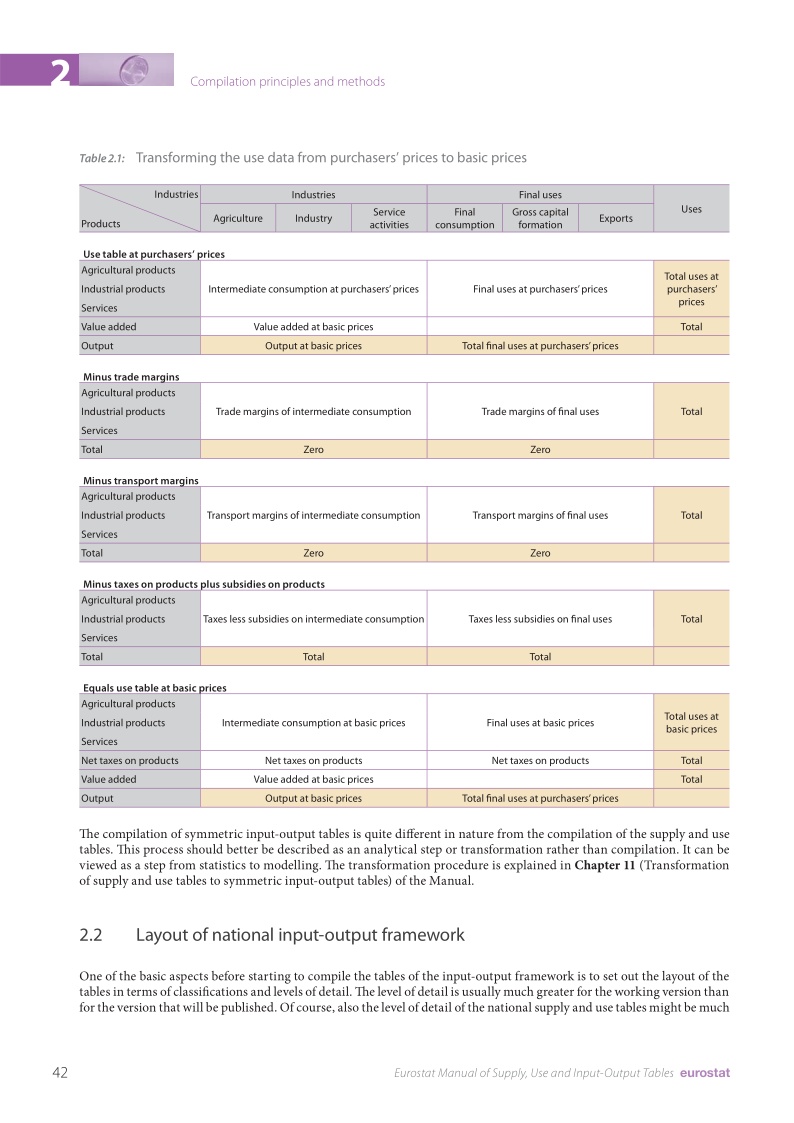 2
Compilation principles and methods
Table 2.1: Transforming the use data from purchasers’ prices to basic prices
Industries Industries Final uses Uses
Products Agriculture Industry Service activities Final consumption Gross capital formation Exports
Use table at purchasers’ prices
Agricultural products
Industrial products Intermediate consumption at purchasers’ prices Final uses at purchasers’ prices Total uses at purchasers’ prices
Services
Value added Value added at basic prices Total
Output Output at basic prices Total final uses at purchasers’ prices
Minus trade margins
Agricultural products
Industrial products Trade margins of intermediate consumption Trade margins of final uses Total
Services
Total Zero Zero
Minus transport margins
Agricultural products
Industrial products Transport margins of intermediate consumption Transport margins of final uses Total
Services
Total Zero Zero
Minus taxes on products plus subsidies on products
Agricultural products
Industrial products Taxes less subsidies on intermediate consumption Taxes less subsidies on final uses Total
Services
Total Total Total
Equals use table at basic prices
Agricultural products
Industrial products Intermediate consumption at basic prices Final uses at basic prices Total uses at basic prices
Services
Net taxes on products Net taxes on products Net taxes on products Total
Value added Value added at basic prices Total
Output Output at basic prices Total final uses at purchasers’ prices
The compilation of symmetric input-output tables is quite different in nature from the compilation of the supply and use
tables. This process should better be described as an analytical step or transformation rather than compilation. It can be
viewed as a step from statistics to modelling. The transformation procedure is explained in Chapter 11 (Transformation
of supply and use tables to symmetric input-output tables) of the Manual.
2.2 Layout of national input-output framework
One of the basic aspects before starting to compile the tables of the input-output framework is to set out the layout of the
tables in terms of classifications and levels of detail. The level of detail is usually much greater for the working version than
for the version that will be published. Of course, also the level of detail of the national supply and use tables might be much
42 Eurostat Manual of Supply, Use and Input-Output Tables eurostat